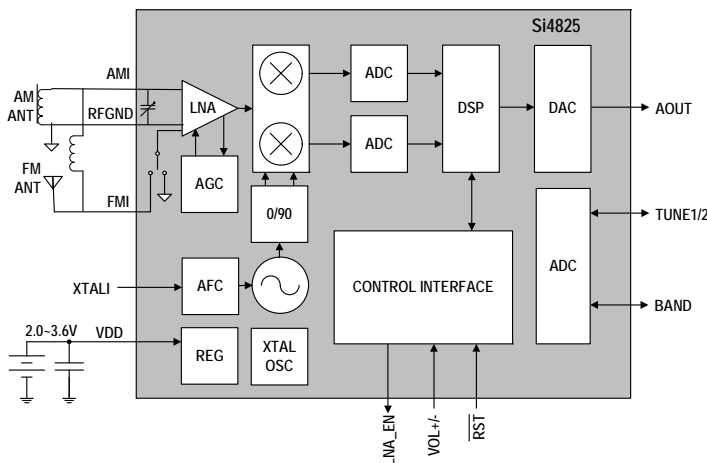 Si4825
AMI
AM
ANT
RFGND
LNA
ADC
ADC
DSP
DAC
AOUT
FM
ANT
FMI
AGC
0/90
TUNE1/2
ADC
CONTROL INTERFACE
XTALI
AFC
BAND
2.0~3.6V
VDD
REG
XTAL
OSC
LNA_EN
VOL+/-
RST